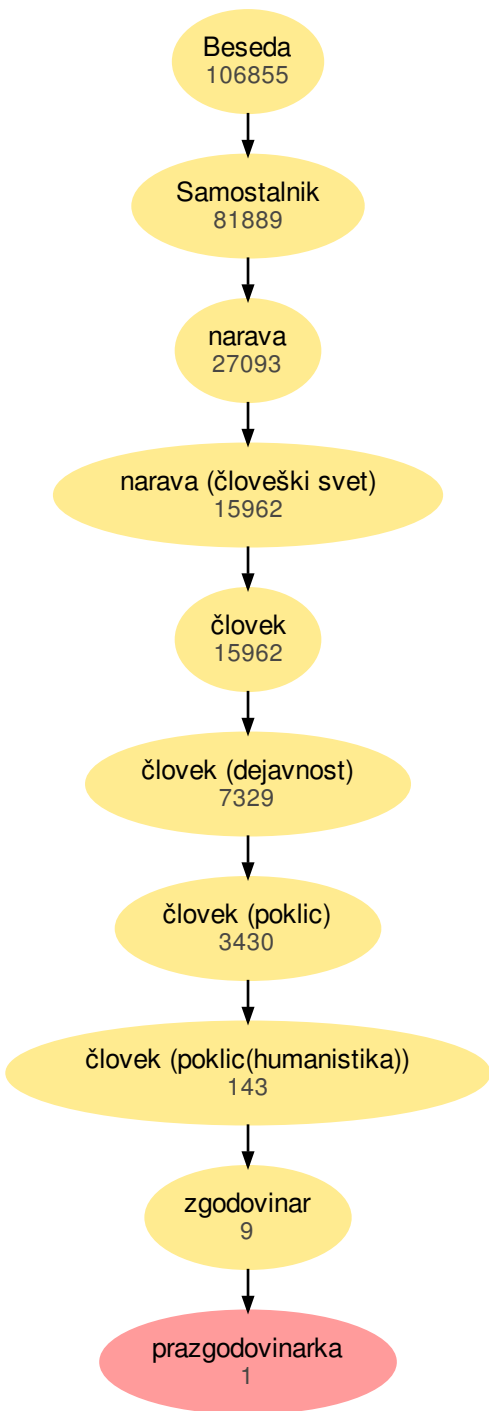 Beseda
106855
Samostalnik
81889
narava
27093
narava (človeški svet)
15962
človek
15962
človek (dejavnost)
7329
človek (poklic)
3430
človek (poklic(humanistika))
143
zgodovinar
9
prazgodovinarka
1